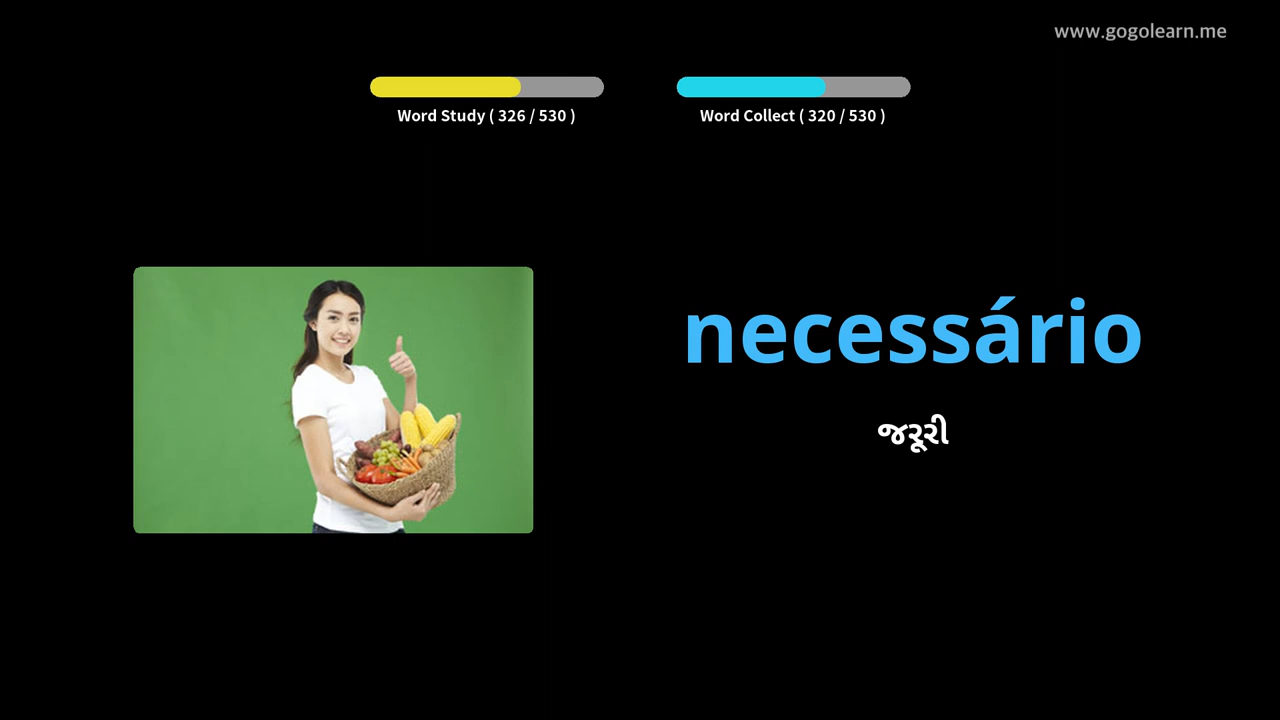 www.gogolearn.me
Word Study ( 326 / 530 )
Word Collect ( 320 / 530 )
necessário
જરૂરી